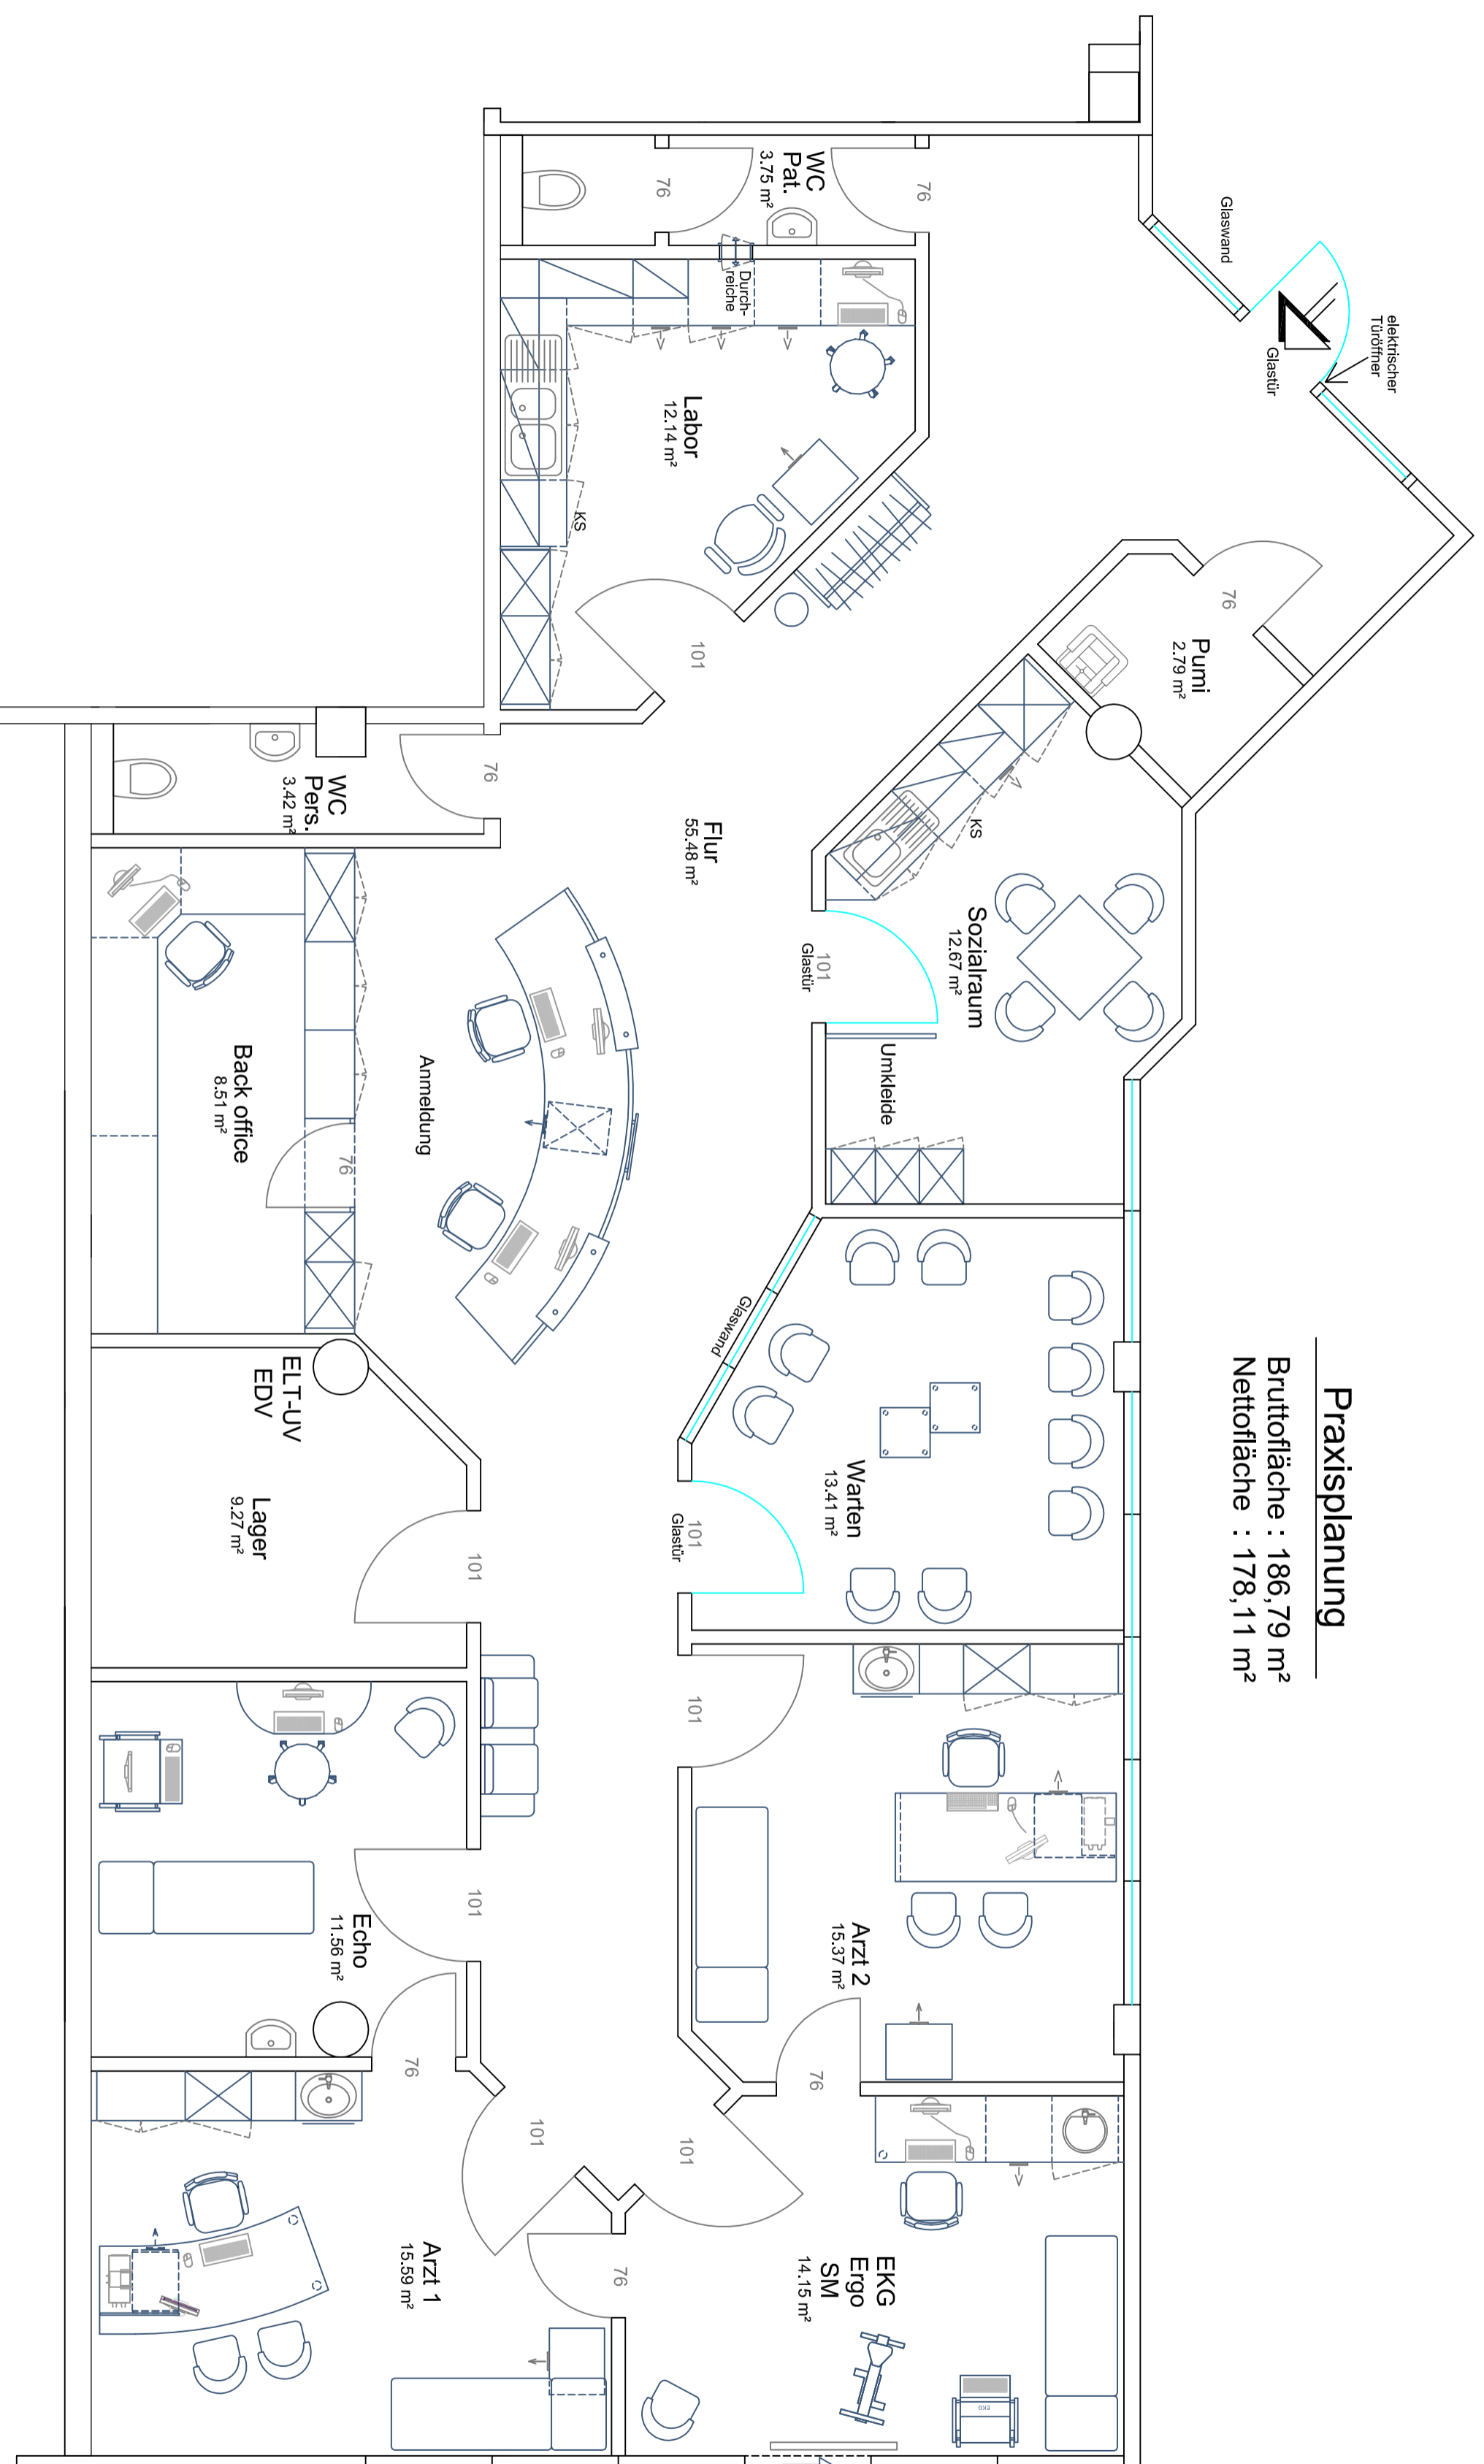 Praxisplanung
Bruttofläche : 186,79 m²
Nettofläche : 178,11 m²
Glaswand
elektrischer
Türöffner
Glastür
WC
Pat.
3.75 m²
76
76
Durch-
reiche
Labor
12.14 m²
KS
101
Pumi
2.79 m²
76
WC
Pers.
3.42 m²
76
Flur
55.48 m²
KS
Sozialraum
12.67 m²
101
Glastür
Umkleide
Back office
8.51 m²
76
Anmeldung
Glaswand
Warten
13.41 m²
101
Glastür
ELT-UV
EDV
Lager
9.27 m²
101
101
Arzt 2
15.37 m²
76
Echo
11.56 m²
101
76
101
101
Arzt 1
15.59 m²
76
EKG
Ergo
SM
14.15 m²
EKG